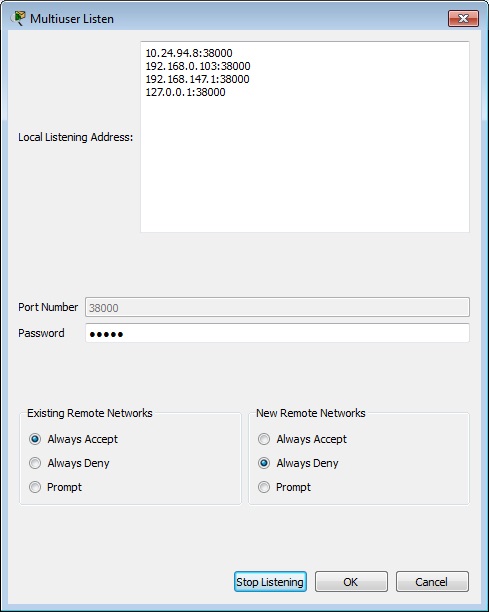 Multiuser Listen
10.24.94.8:38000
192.168.0.103:38000
192.168.147.1:38000
127.0.0.1:38000
Local Listening Address:
Port Number 38000
Password ●●●●●
Existing Remote Networks
Always Accept
Always Deny
Prompt
New Remote Networks
Always Accept
Always Deny
Prompt
Stop Listening OK Cancel